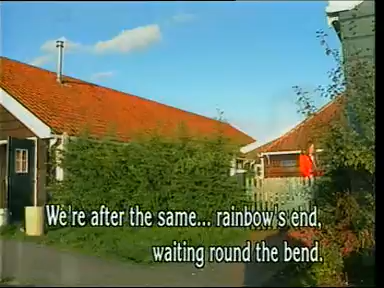 We're after the same... rainbow's end,
waiting round the bend.